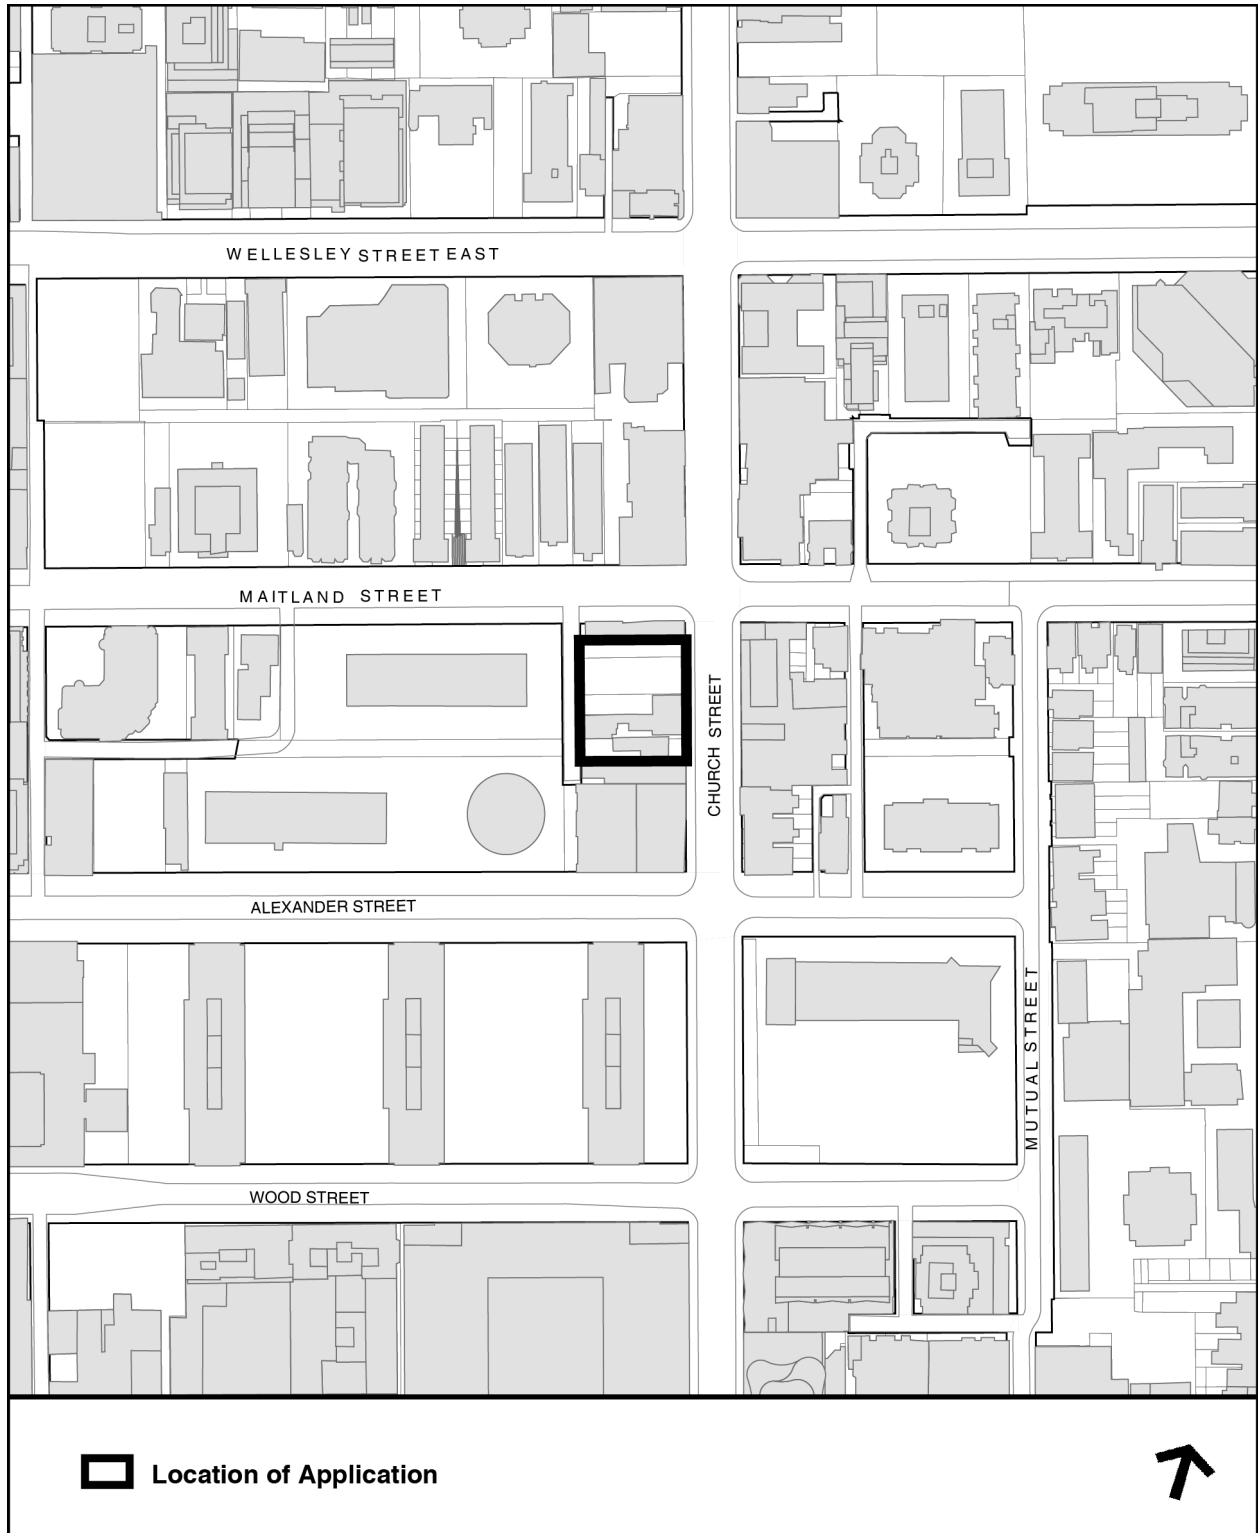 WELLESLEY STREET EAST
MAITLAND STREET
CHURCH STREET
ALEXANDER STREET
MUTUAL STREET
WOOD STREET
Location of Application